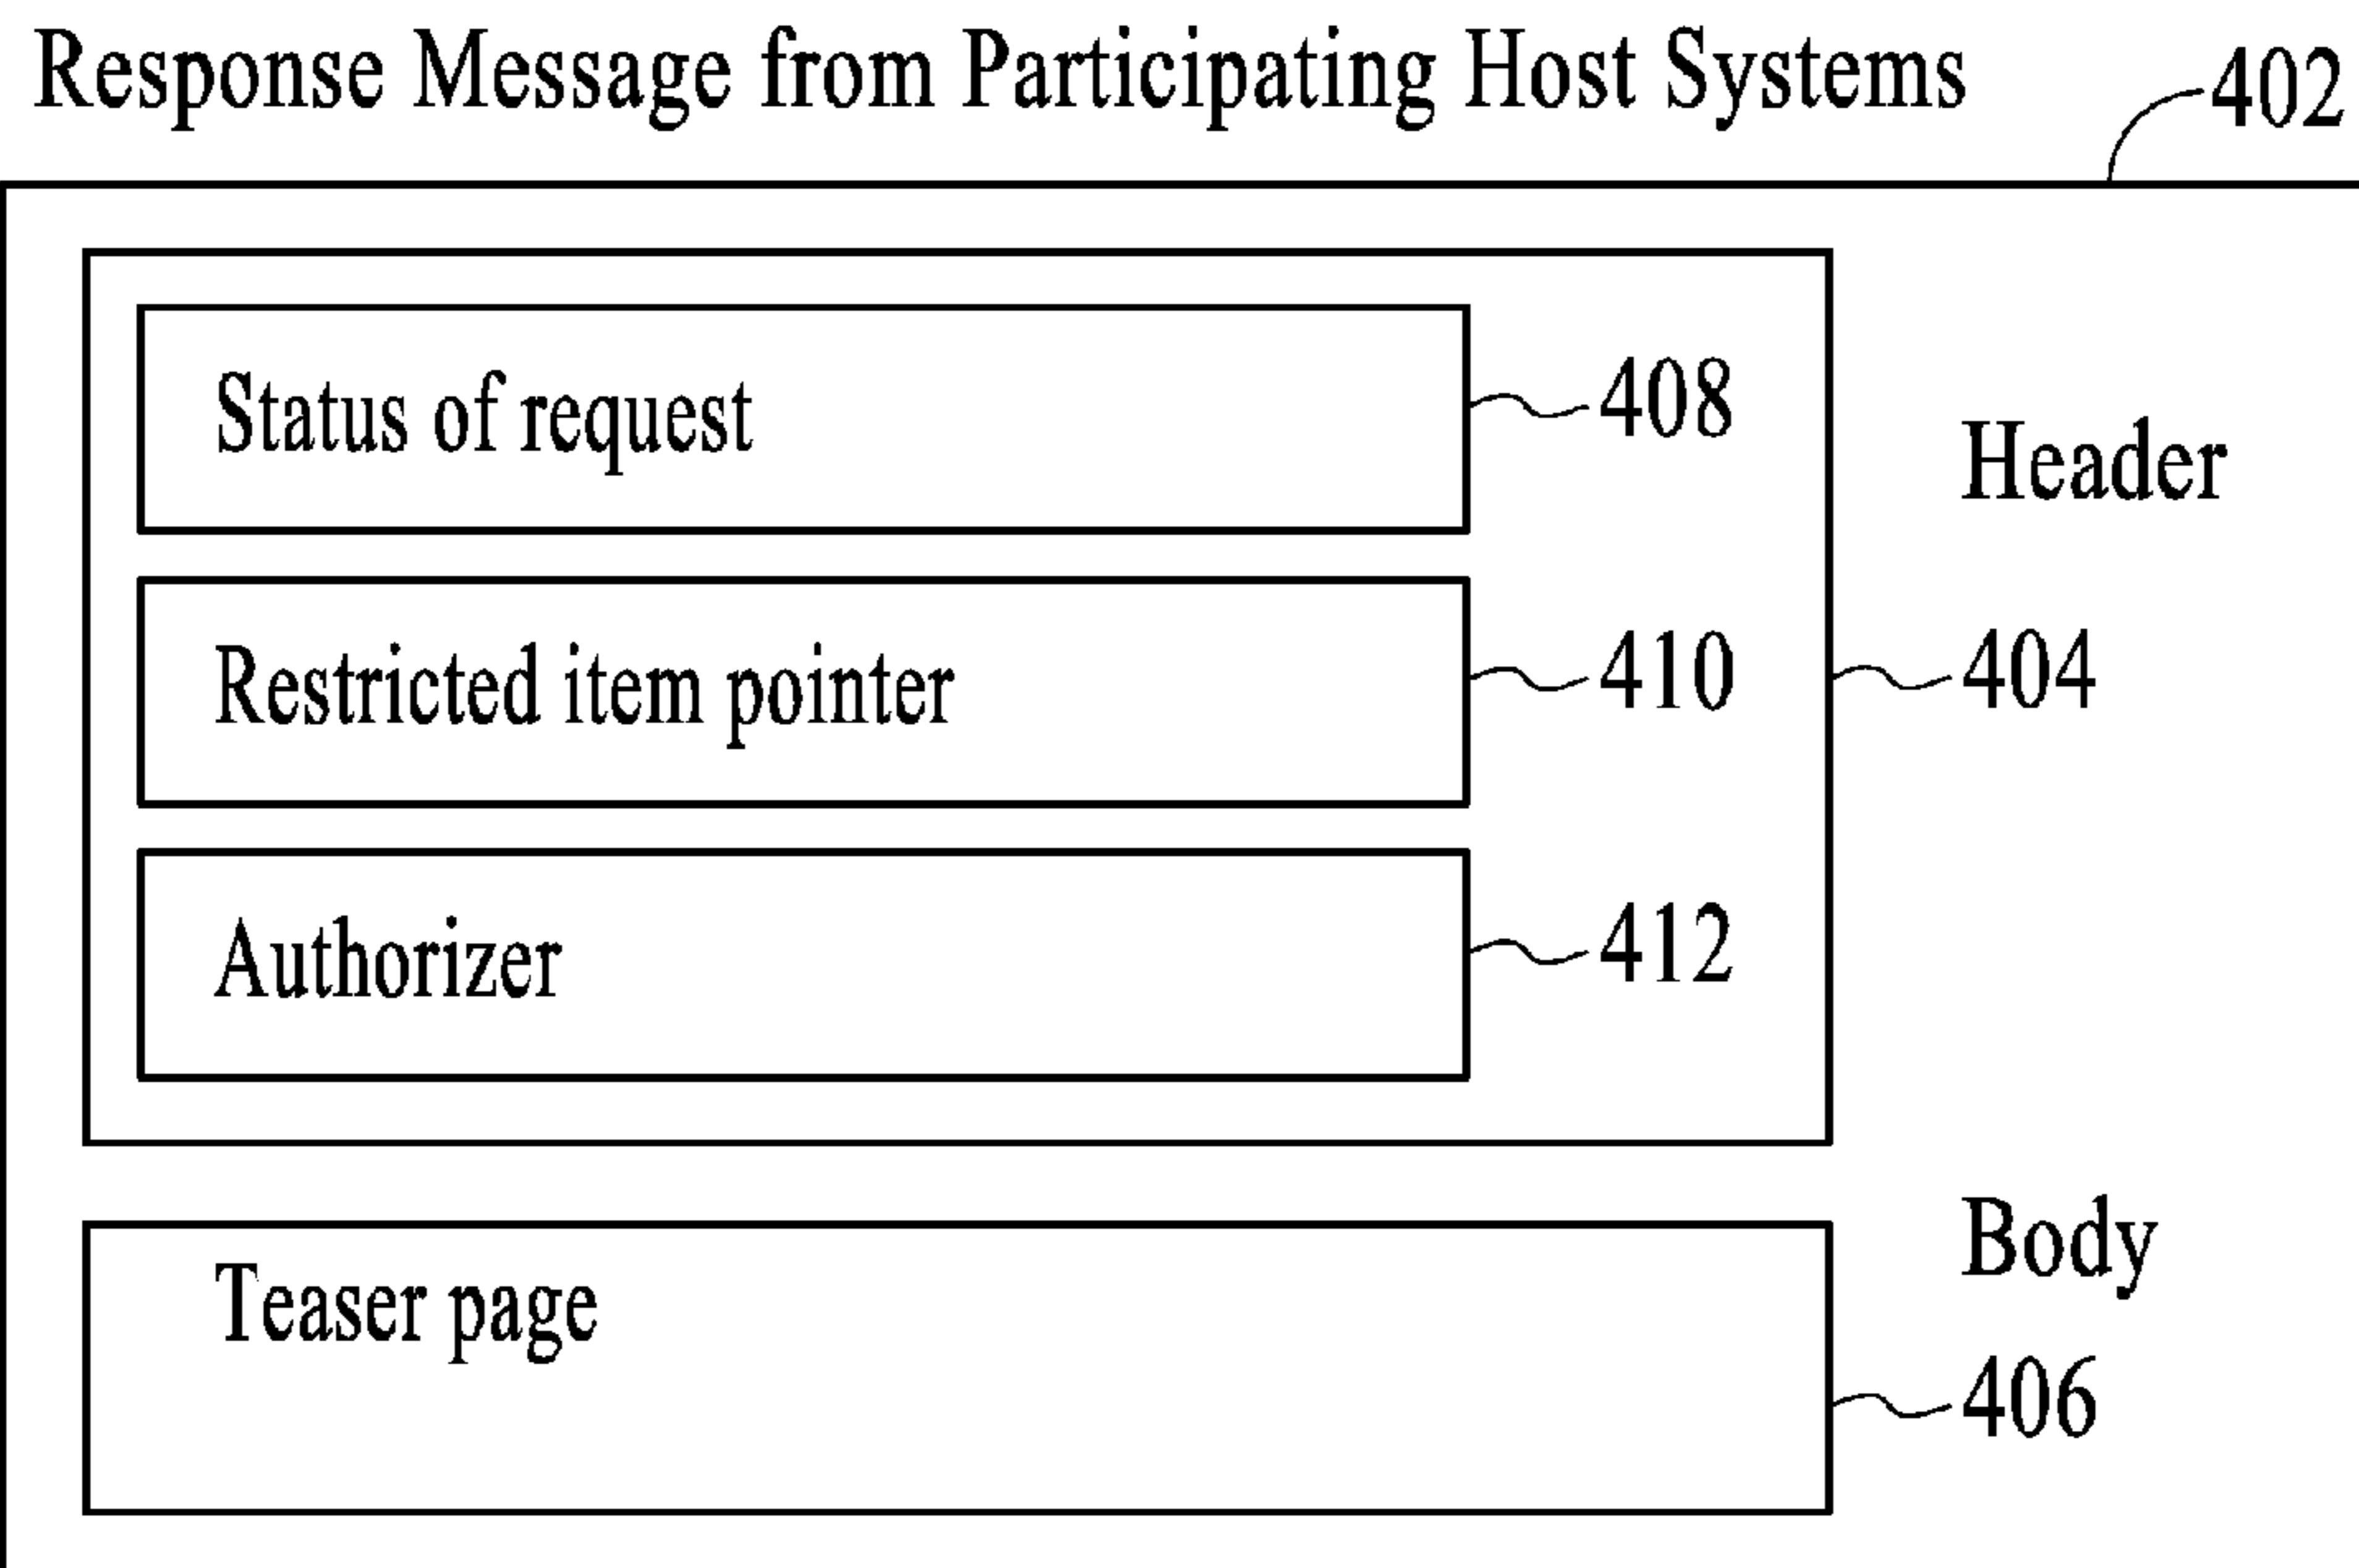 Response Message from Participating Host Systems
402
Status of request
408
Header
Restricted item pointer
410
404
Authorizer
412
Body
Teaser page
406